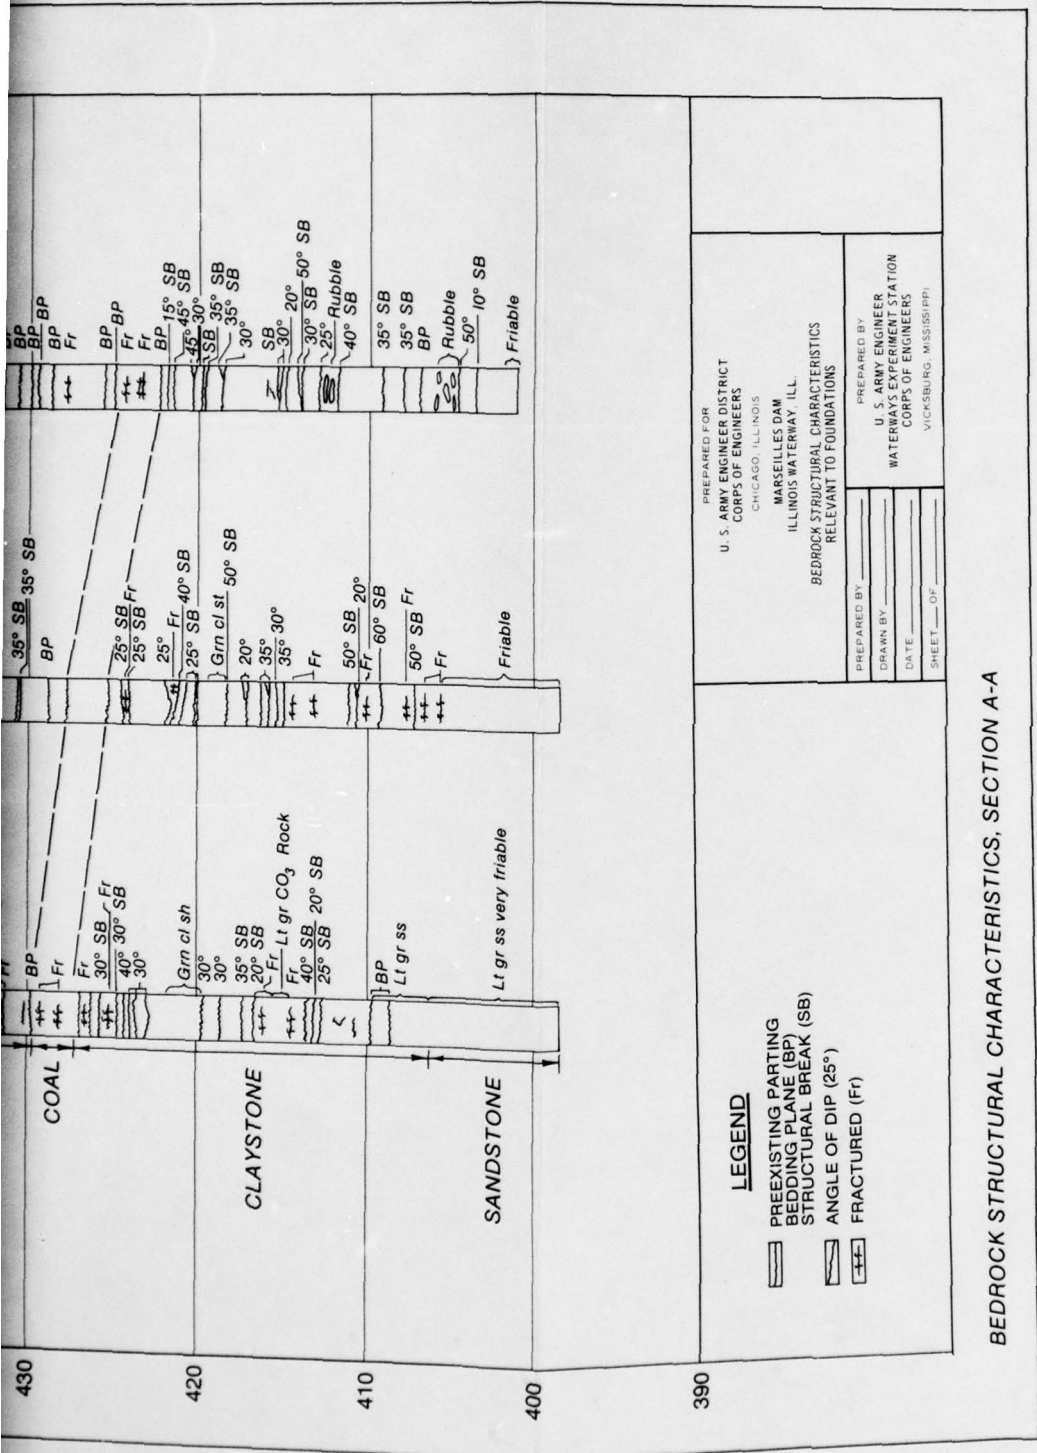 430
420
410
400
390
COAL
CLAYSTONE
SANDSTONE
Fr
BP
Fr
Fr
30° SB
Fr
40° 30° SB
30°
Grn cl sh
30°
30°
35° SB
20° SB
Fr
Lt gr CO3 Rock
Fr
40° SB
20° SB
25° SB
BP
Lt gr ss
Lt gr ss very friable
35° SB
35° SB
BP
25° SB
Fr
25° SB
25°
Fr
40° SB
25° SB
Grn cl st
50° SB
20°
35°
30°
35°
Fr
50° SB
20°
Fr
60° SB
Fr
50° SB
Fr
Friable
BP
BP
BP
BP
BP
Fr
BP
BP
Fr
Fr
BP
15° SB
45° SB
45°
30°
SB
35° SB
35° SB
30°
SB
30°
20°
50° SB
30° SB
25°
Rubble
40° SB
35° SB
35° SB
BP
Rubble
50°
10° SB
Friable
LEGEND
PREEXISTING PARTING
BEDDING PLANE (BP)
STRUCTURAL BREAK (SB)
ANGLE OF DIP (25°)
FRACTURED (Fr)
PREPARED FOR
U. S. ARMY ENGINEER DISTRICT
CORPS OF ENGINEERS
CHICAGO, ILLINOIS
MARSEILLES DAM
ILLINOIS WATERWAY, ILL.
BEDROCK STRUCTURAL CHARACTERISTICS
RELEVANT TO FOUNDATIONS
PREPARED BY
DRAWN BY
DATE
SHEET OF
PREPARED BY
U. S. ARMY ENGINEER
WATERWAYS EXPERIMENT STATION
CORPS OF ENGINEERS
VICKSBURG, MISSISSIPPI
BEDROCK STRUCTURAL CHARACTERISTICS, SECTION A-A